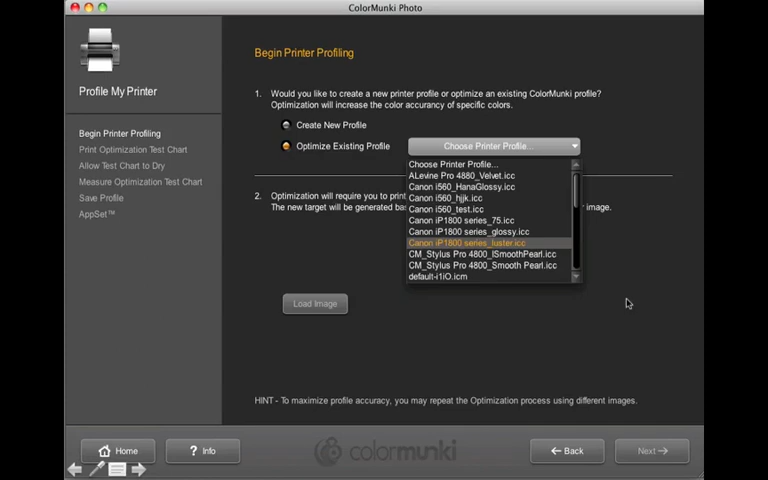 ColorMunki Photo
Profile My Printer
Begin Printer Profiling
Print Optimization Test Chart
Allow Test Chart to Dry
Measure Optimization Test Chart
Save Profile
AppSet™
Begin Printer Profiling
1. Would you like to create a new printer profile or optimize an existing ColorMunki profile?
Optimization will increase the color accuracy of specific colors.
Create New Profile
Optimize Existing Profile
Choose Printer Profile...
Choose Printer Profile...
ALevine Pro 4880_Velvet.icc
Canon i560_HanaGlossy.icc
Canon i560_hjjk.icc
Canon i560_test.icc
Canon iP1800 series_75.icc
Canon iP1800 series_glossy.icc
Canon iP1800 series_luster.icc
CM_Stylus Pro 4800_ISmoothPearl.icc
CM_Stylus Pro 4800_Smooth Pearl.icc
default-i1iO.icm
2. Optimization will require you to print
The new target will be generated image.
Load Image
HINT - To maximize profile accuracy, you may repeat the Optimization process using different images.
Home
? Info
colormunki
Back
Next